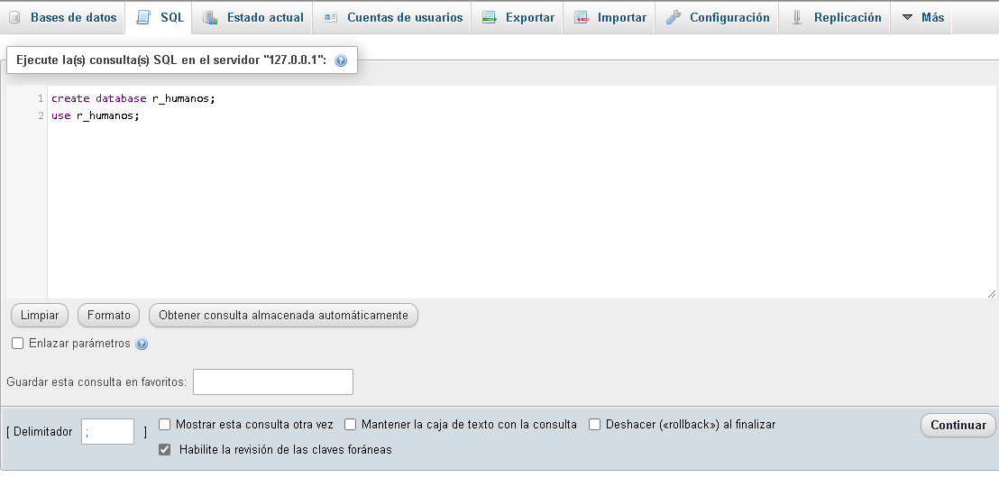 Bases de datos SQL Estado actual Cuentas de usuarios Exportar Importar Configuración Replicación Más
Ejecute la(s) consulta(s) SQL en el servidor "127.0.0.1":
1 create database r_humanos;
2 use r_humanos;
Limpiar Formato Obtener consulta almacenada automáticamente
Enlazar parámetros
Guardar esta consulta en favoritos:
[ Delimitador ; ] Mostrar esta consulta otra vez Mantener la caja de texto con la consulta Deshacer («rollback») al finalizar Continuar
Habilite la revisión de las claves foráneas